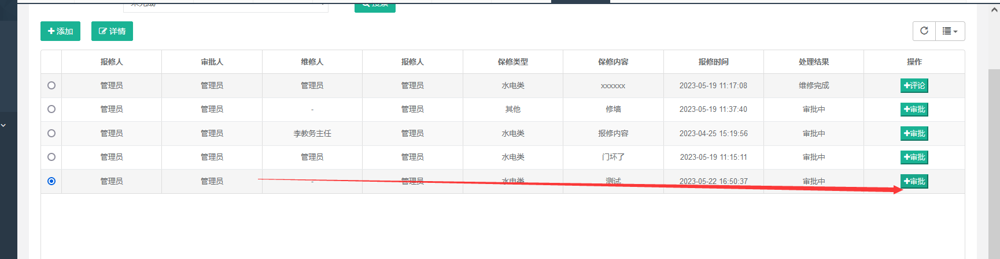 未完成 搜索
添加 详情
报修人 审批人 维修人 报修人 保修类型 保修内容 报修时间 处理结果 操作
管理员 管理员 管理员 管理员 水电类 xxxxxx 2023-05-19 11:17:08 维修完成 +评论
管理员 管理员 - 管理员 其他 修墙 2023-05-19 11:37:40 审批中 +审批
管理员 管理员 李教务主任 管理员 水电类 报修内容 2023-04-25 15:19:56 审批中 +审批
管理员 管理员 管理员 管理员 水电类 门坏了 2023-05-19 11:15:11 审批中 +审批
管理员 管理员 - 管理员 水电类 测试 2023-05-22 16:50:37 审批中 +审批